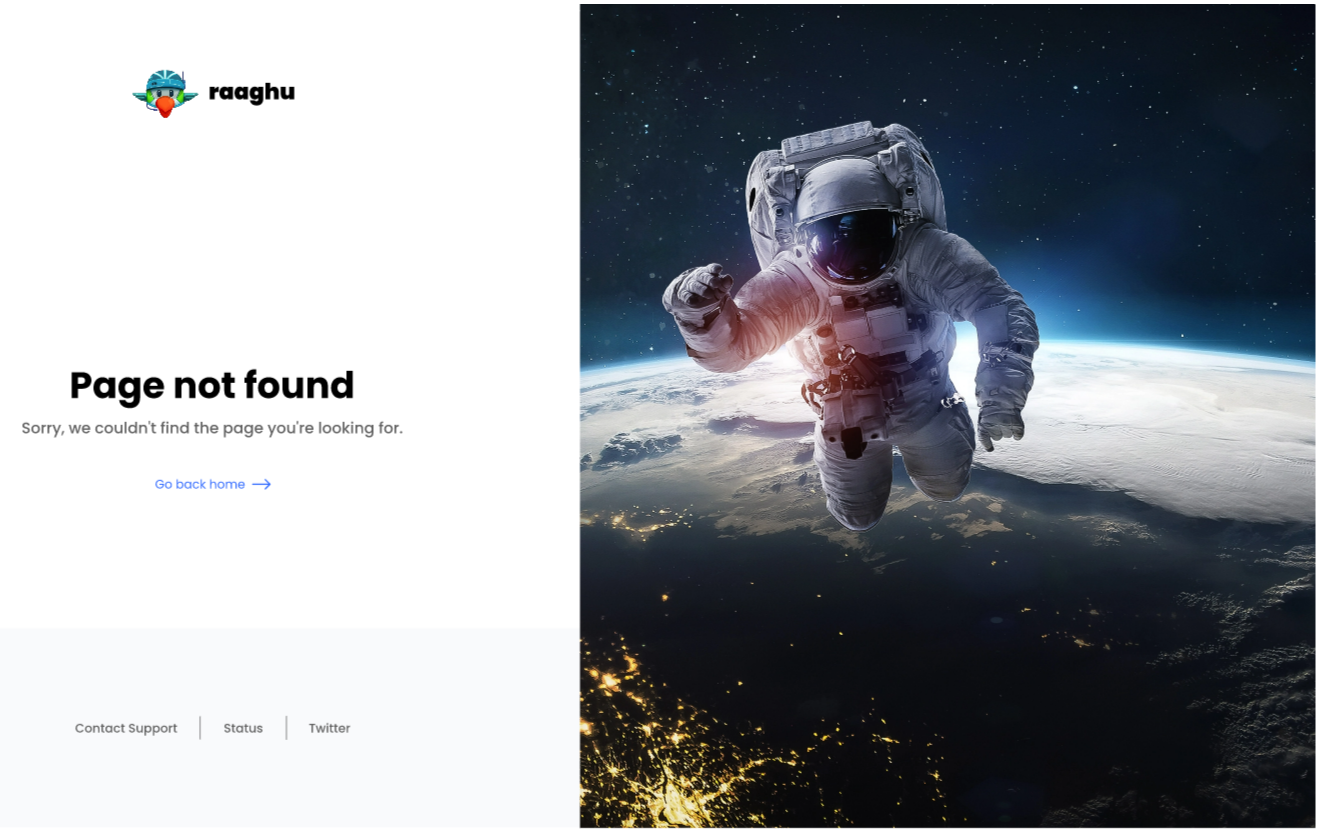 raaghu
Page not found
Sorry, we couldn't find the page you're looking for.
Go back home
Contact Support
Status
Twitter